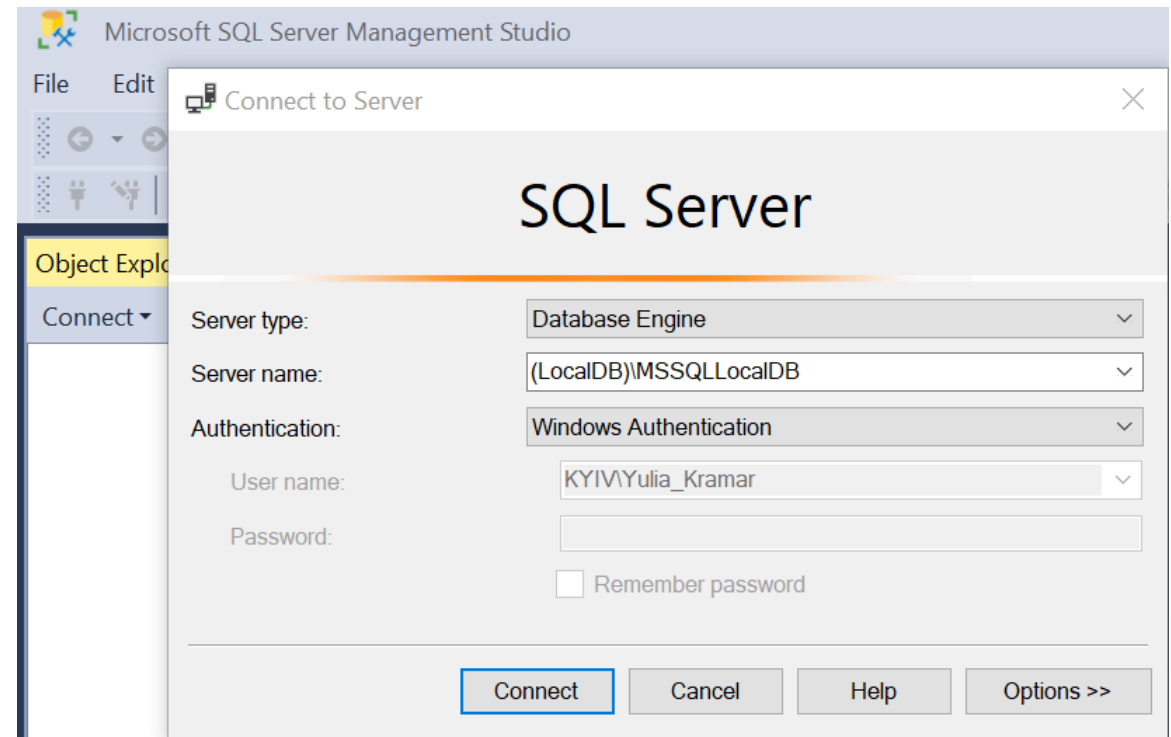 Microsoft SQL Server Management Studio
File Edit
Connect to Server
SQL Server
Object Explo
Connect
Server type: Database Engine
Server name: (LocalDB)\MSSQLLocalDB
Authentication: Windows Authentication
User name: KYIV\Yulia_Kramar
Password:
Remember password
Connect Cancel Help Options >>